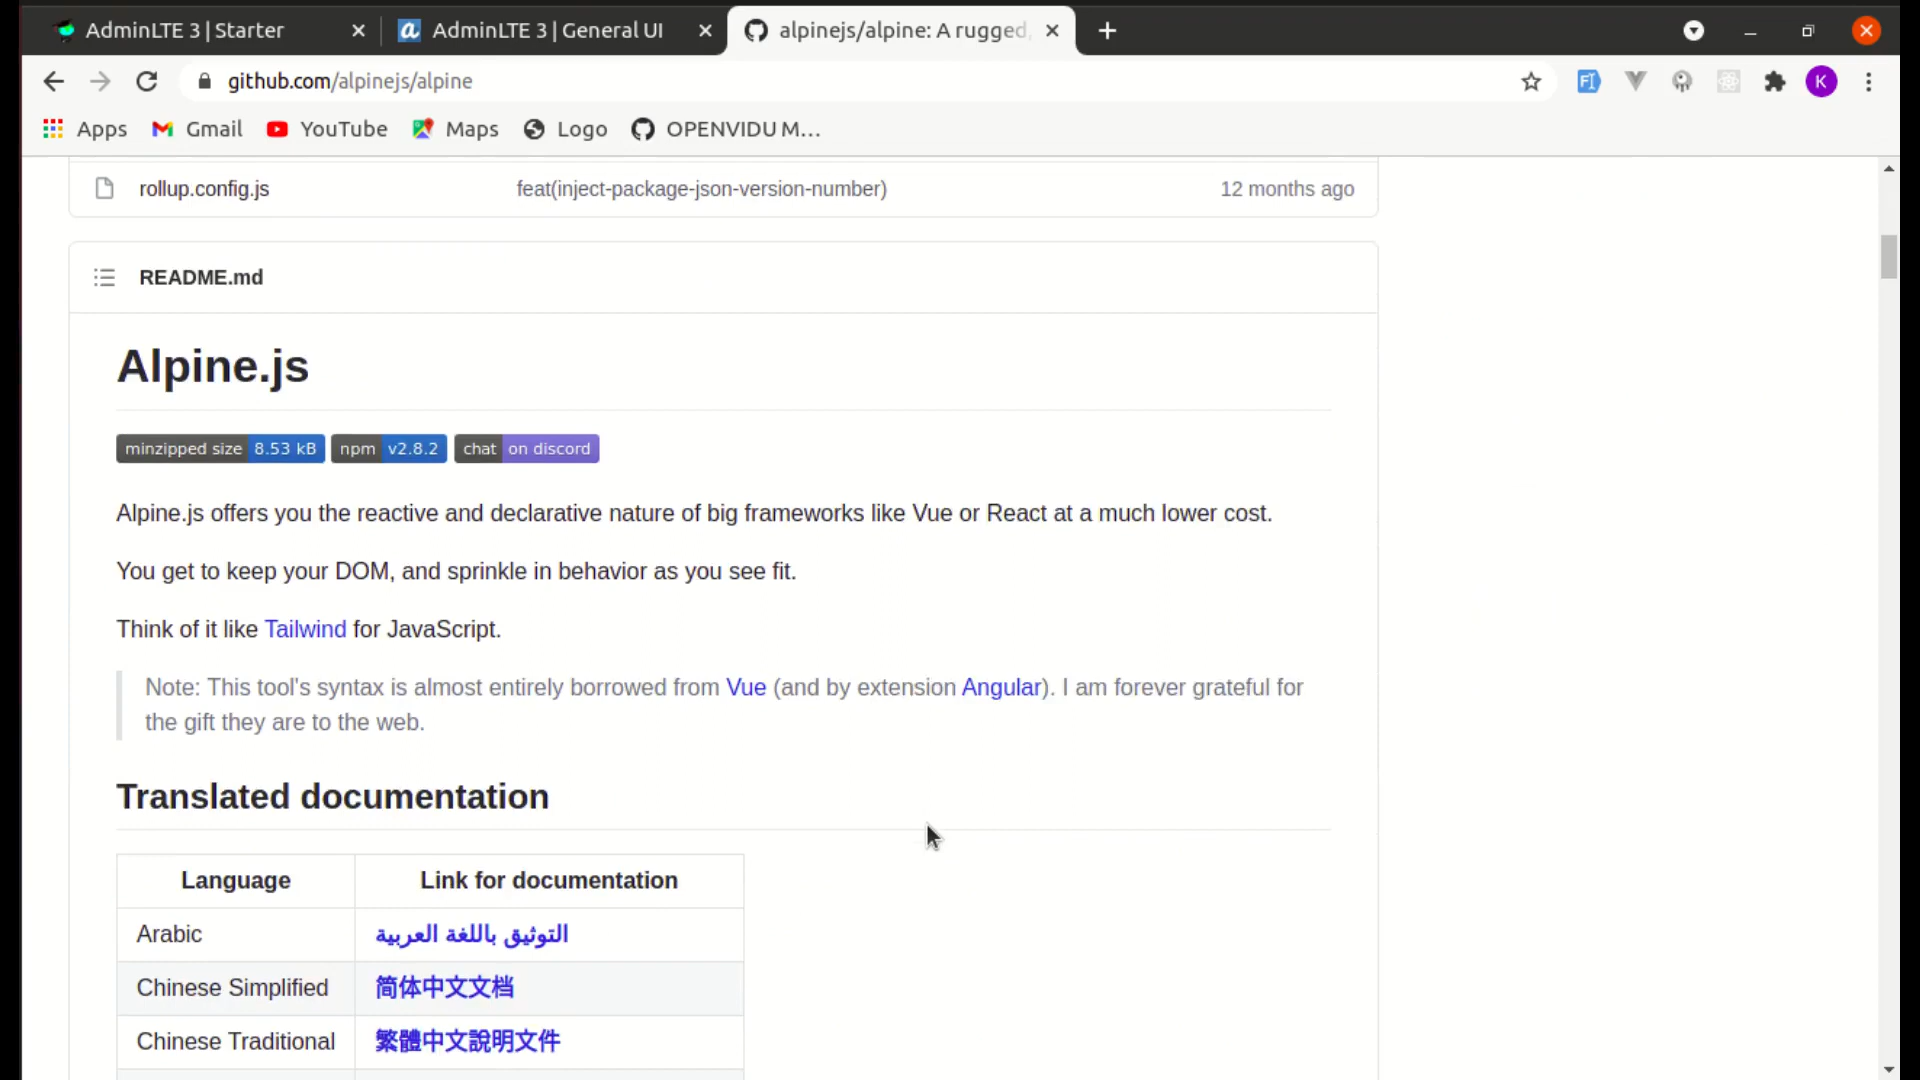 AdminLTE 3 | Starter
AdminLTE 3 | General UI
alpinejs/alpine: A rugged,
github.com/alpinejs/alpine
K
Apps
Gmail
YouTube
Maps
Logo
OPENVIDU M...
rollup.config.js feat(inject-package-json-version-number) 12 months ago
README.md
Alpine.js
minzipped size 8.53 kB npm v2.8.2 chat on discord
Alpine.js offers you the reactive and declarative nature of big frameworks like Vue or React at a much lower cost.
You get to keep your DOM, and sprinkle in behavior as you see fit.
Think of it like Tailwind for JavaScript.
Note: This tool's syntax is almost entirely borrowed from Vue (and by extension Angular). I am forever grateful for
the gift they are to the web.
Translated documentation
Language Link for documentation
Arabic التوثيق باللغة العربية
Chinese Simplified 简体中文文档
Chinese Traditional 繁體中文說明文件